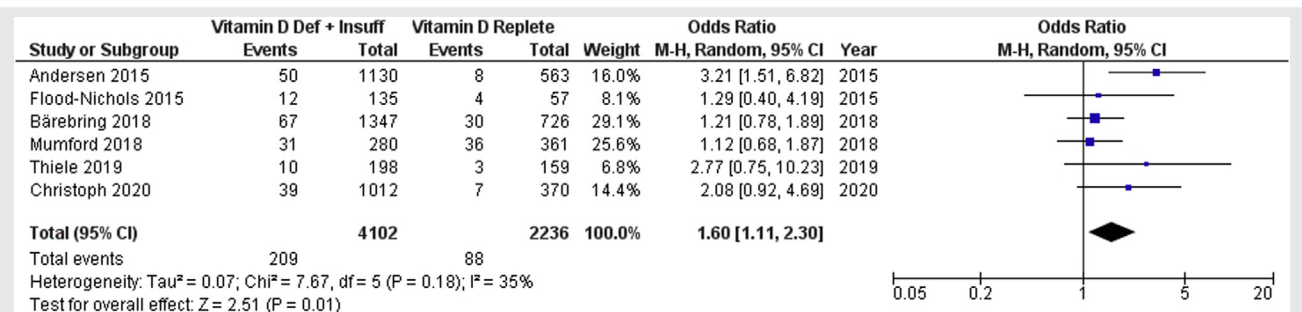 Vitamin D Def + Insuff Vitamin D Replete Odds Ratio Odds Ratio
Study or Subgroup Events Total Events Total Weight M-H, Random, 95% CI Year M-H, Random, 95% CI
Andersen 2015 50 1130 8 563 16.0% 3.21 [1.51, 6.82] 2015
Flood-Nichols 2015 12 135 4 57 8.1% 1.29 [0.40, 4.19] 2015
Bärebring 2018 67 1347 30 726 29.1% 1.21 [0.78, 1.89] 2018
Mumford 2018 31 280 36 361 25.6% 1.12 [0.68, 1.87] 2018
Thiele 2019 10 198 3 159 6.8% 2.77 [0.75, 10.23] 2019
Christoph 2020 39 1012 7 370 14.4% 2.08 [0.92, 4.69] 2020
Total (95% CI) 4102 2236 100.0% 1.60 [1.11, 2.30]
Total events 209 88
Heterogeneity: Tau² = 0.07; Chi² = 7.67, df = 5 (P = 0.18); I² = 35%
Test for overall effect: Z = 2.51 (P = 0.01)
0.05 0.2 1 5 20